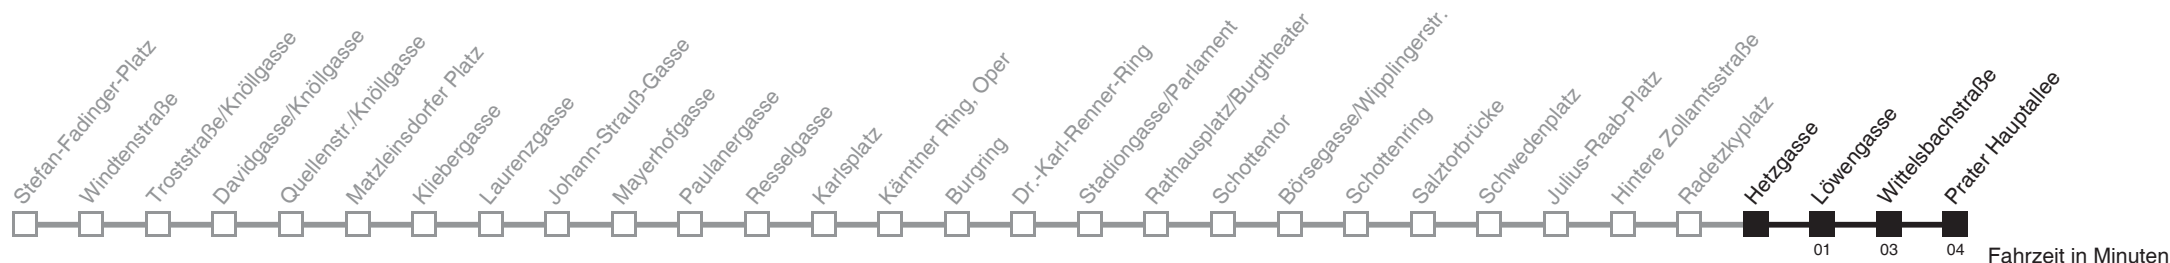 Stefan-Fadinger-Platz
Windtenstraße
Troststraße/Knöllgasse
Davidgasse/Knöllgasse
Quellenstr./Knöllgasse
Matzleinsdorfer Platz
Kliebergasse
Laurenzgasse
Johann-Strauß-Gasse
Mayerhofgasse
Paulanergasse
Resselgasse
Karlsplatz
Kärntner Ring, Oper
Burgring
Dr.-Karl-Renner-Ring
Stadiongasse/Parlament
Rathausplatz/Burgtheater
Schottentor
Börsegasse/Wipplingerstr.
Schottenring
Salztorbrücke
Schwedenplatz
Julius-Raab-Platz
Hintere Zollamtsstraße
Radetzkyplatz
Hetzgasse
Löwengasse
Wittelsbachstraße
Prater Hauptallee
01 03 04 Fahrzeit in Minuten